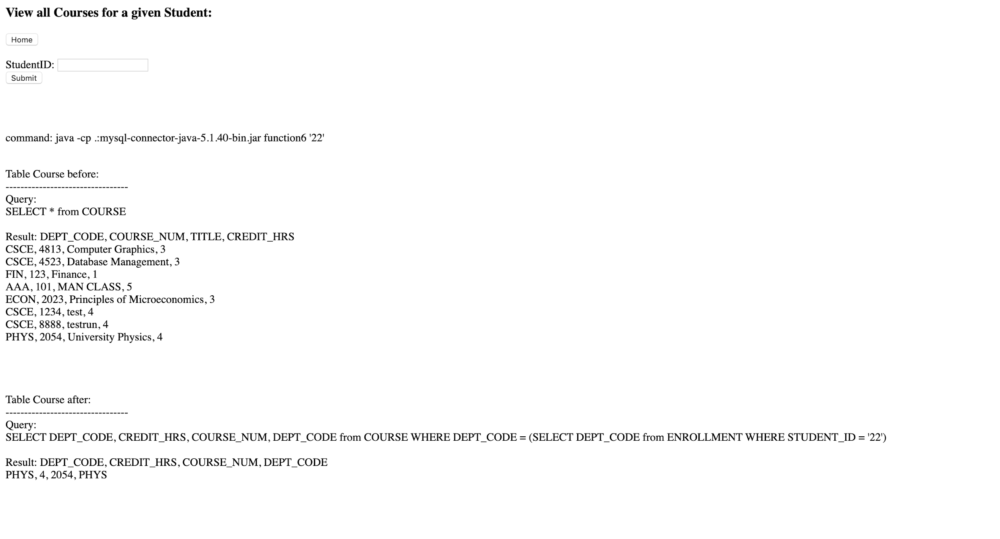 View all Courses for a given Student:
Home
StudentID:
Submit
command: java -cp .:mysql-connector-java-5.1.40-bin.jar function6 '22'
Table Course before:
---------------------------------
Query:
SELECT * from COURSE
Result: DEPT_CODE, COURSE_NUM, TITLE, CREDIT_HRS
CSCE, 4813, Computer Graphics, 3
CSCE, 4523, Database Management, 3
FIN, 123, Finance, 1
AAA, 101, MAN CLASS, 5
ECON, 2023, Principles of Microeconomics, 3
CSCE, 1234, test, 4
CSCE, 8888, testrun, 4
PHYS, 2054, University Physics, 4
Table Course after:
---------------------------------
Query:
SELECT DEPT_CODE, CREDIT_HRS, COURSE_NUM, DEPT_CODE from COURSE WHERE DEPT_CODE = (SELECT DEPT_CODE from ENROLLMENT WHERE STUDENT_ID = '22')
Result: DEPT_CODE, CREDIT_HRS, COURSE_NUM, DEPT_CODE
PHYS, 4, 2054, PHYS